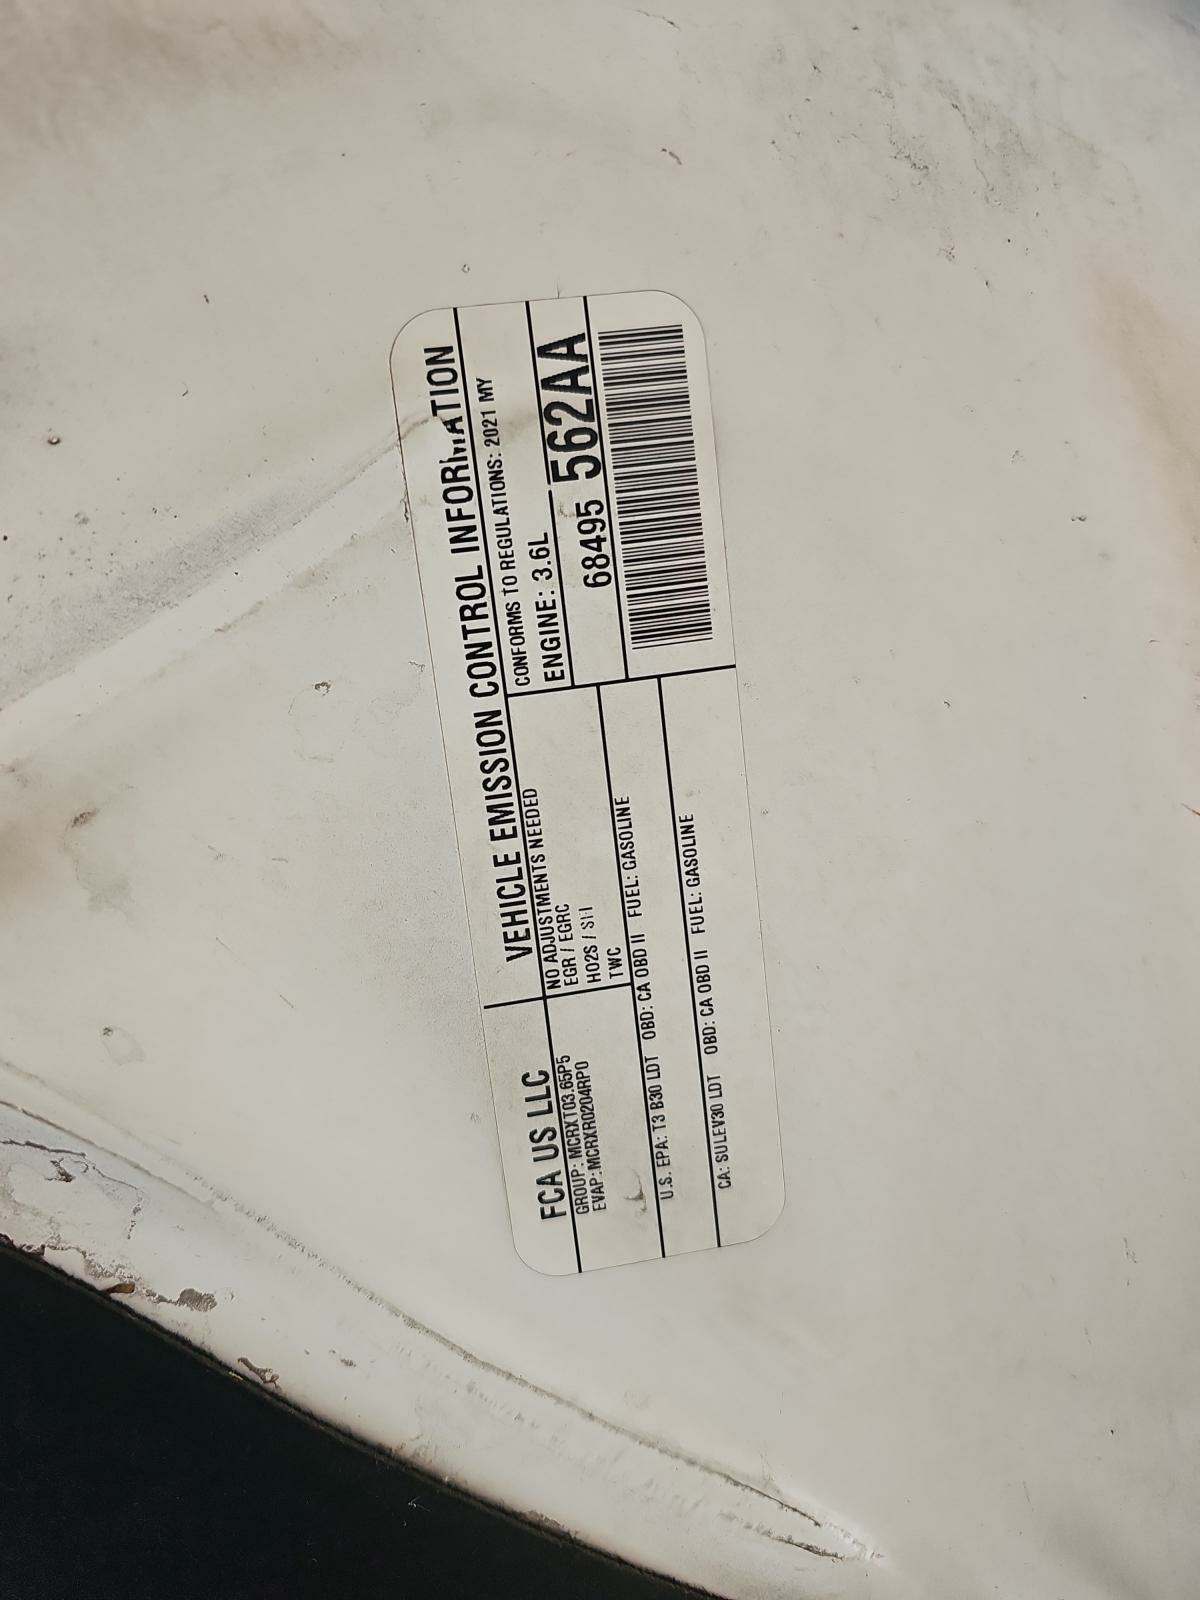 VEHICLE EMISSION CONTROL INFORMATION
CONFORMS TO REGULATIONS: 2021 MY
ENGINE: 3.6L
68495 562AA
NO ADJUSTMENTS NEEDED
EGR / EGRC
HO2S / SFI
TWC
FCA US LLC
GROUP: MCRXT03.65P5
EVAP: MCRXR0204RP0
U.S. EPA: T3 B30 LDT OBD: CA OBD II FUEL: GASOLINE
CA: SULEV30 LDT OBD: CA OBD II FUEL: GASOLINE